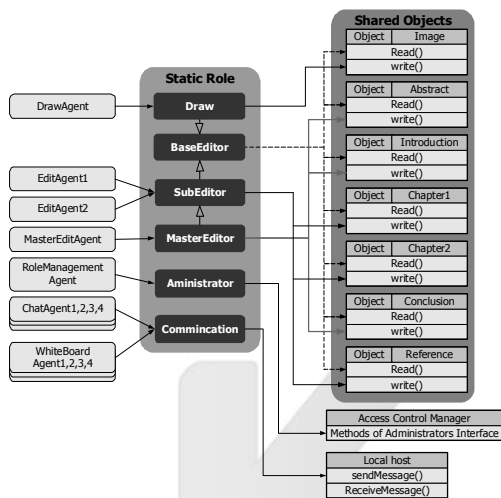 Shared Objects
Object Image
Read()
write()
Object Abstract
Read()
write()
Object Introduction
Read()
write()
Object Chapter1
Read()
write()
Object Chapter2
Read()
write()
Object Conclusion
Read()
write()
Object Reference
Read()
write()
Static Role
Draw
BaseEditor
SubEditor
MasterEditor
Aministrator
Commincation
DrawAgent
EditAgent1
EditAgent2
MasterEditAgent
RoleManagement
Agent
ChatAgent1,2,3,4
WhiteBoard
Agent1,2,3,4
Access Control Manager
Methods of Administrators Interface
Local host
sendMessage()
ReceiveMessage()